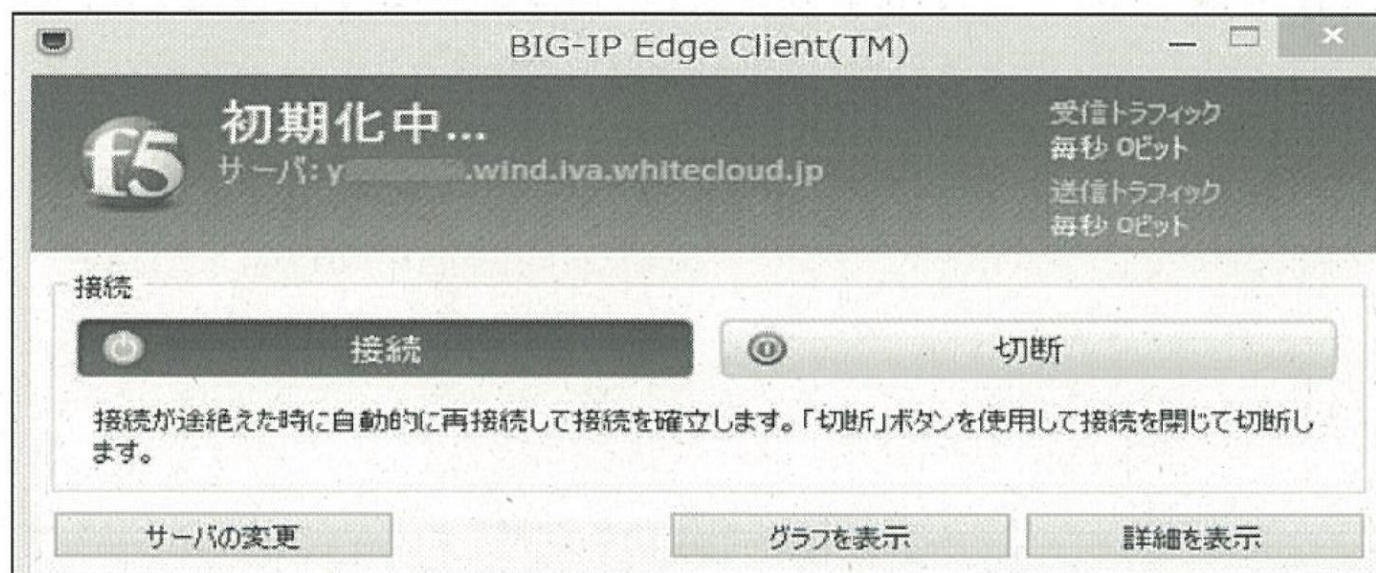 BIG-IP Edge Client(TM)
f5
初期化中...
サーバ: y .wind.iva.whitecloud.jp
受信トラフィック
毎秒 0ビット
送信トラフィック
毎秒 0ビット
接続
接続
切断
接続が途絶えた時に自動的に再接続して接続を確立します。「切断」ボタンを使用して接続を閉じて切断し
ます。
サーバの変更
グラフを表示
詳細を表示